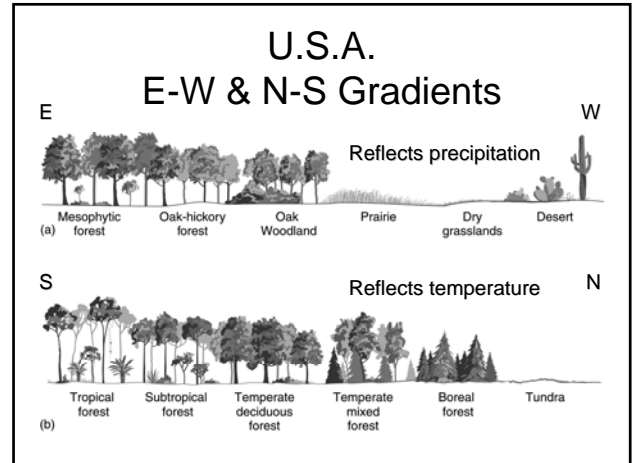 U.S.A.
E-W & N-S Gradients
E W
Reflects precipitation
Mesophytic forest Oak-hickory forest Oak Woodland Prairie Dry grasslands Desert
(a)
S N
Reflects temperature
Tropical forest Subtropical forest Temperate deciduous forest Temperate mixed forest Boreal forest Tundra
(b)